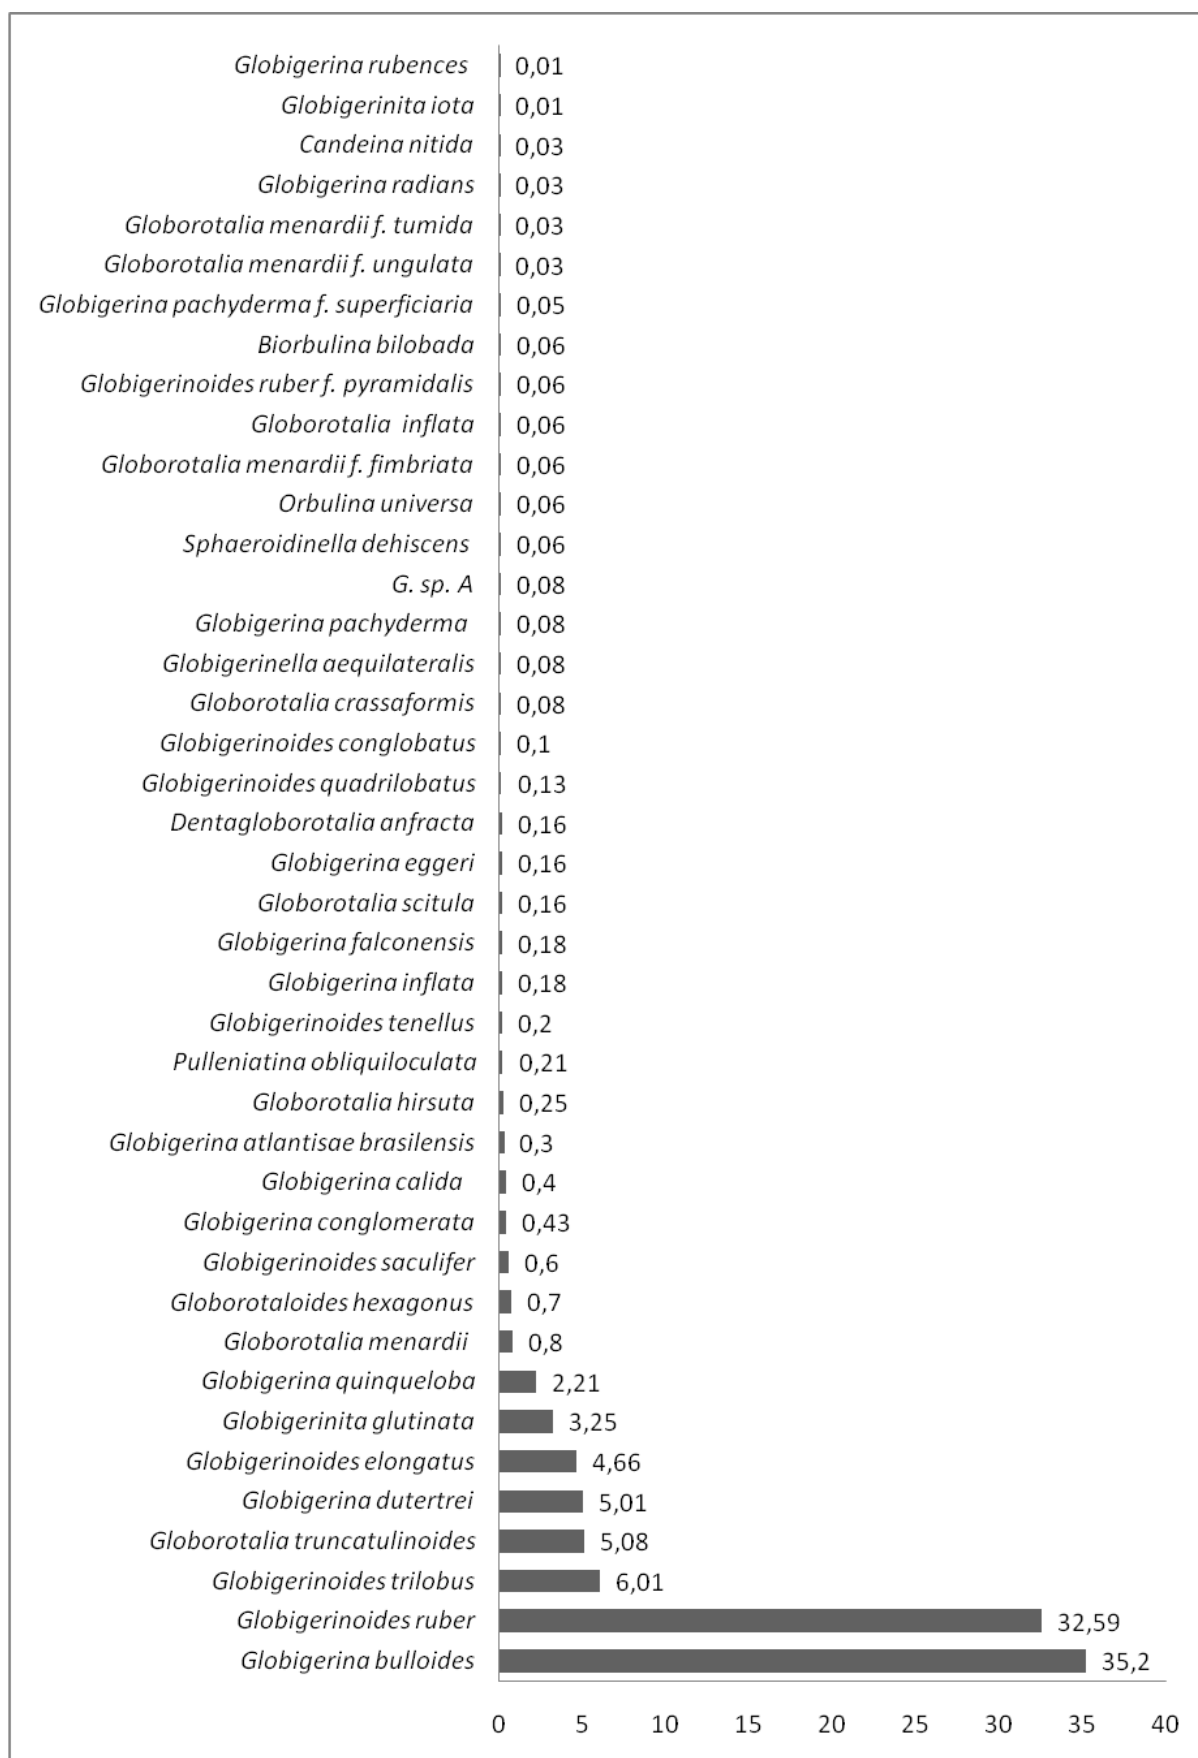 Globigerina rubences 0,01
Globigerinita iota 0,01
Candeina nitida 0,03
Globigerina radians 0,03
Globorotalia menardii f. tumida 0,03
Globorotalia menardii f. ungulata 0,03
Globigerina pachyderma f. superficiaria 0,05
Biorbulina bilobada 0,06
Globigerinoides ruber f. pyramidalis 0,06
Globorotalia inflata 0,06
Globorotalia menardii f. fimbriata 0,06
Orbulina universa 0,06
Sphaeroidinella dehiscens 0,06
G. sp. A 0,08
Globigerina pachyderma 0,08
Globigerinella aequilateralis 0,08
Globorotalia crassaformis 0,08
Globigerinoides conglobatus 0,1
Globigerinoides quadrilobatus 0,13
Dentagloborotalia anfracta 0,16
Globigerina eggeri 0,16
Globorotalia scitula 0,16
Globigerina falconensis 0,18
Globigerina inflata 0,18
Globigerinoides tenellus 0,2
Pulleniatina obliquiloculata 0,21
Globorotalia hirsuta 0,25
Globigerina atlantisae brasilensis 0,3
Globigerina calida 0,4
Globigerina conglomerata 0,43
Globigerinoides saculifer 0,6
Globorotaloides hexagonus 0,7
Globorotalia menardii 0,8
Globigerina quinqueloba 2,21
Globigerinita glutinata 3,25
Globigerinoides elongatus 4,66
Globigerina dutertrei 5,01
Globorotalia truncatulinoides 5,08
Globigerinoides trilobus 6,01
Globigerinoides ruber 32,59
Globigerina bulloides 35,2
0 5 10 15 20 25 30 35 40